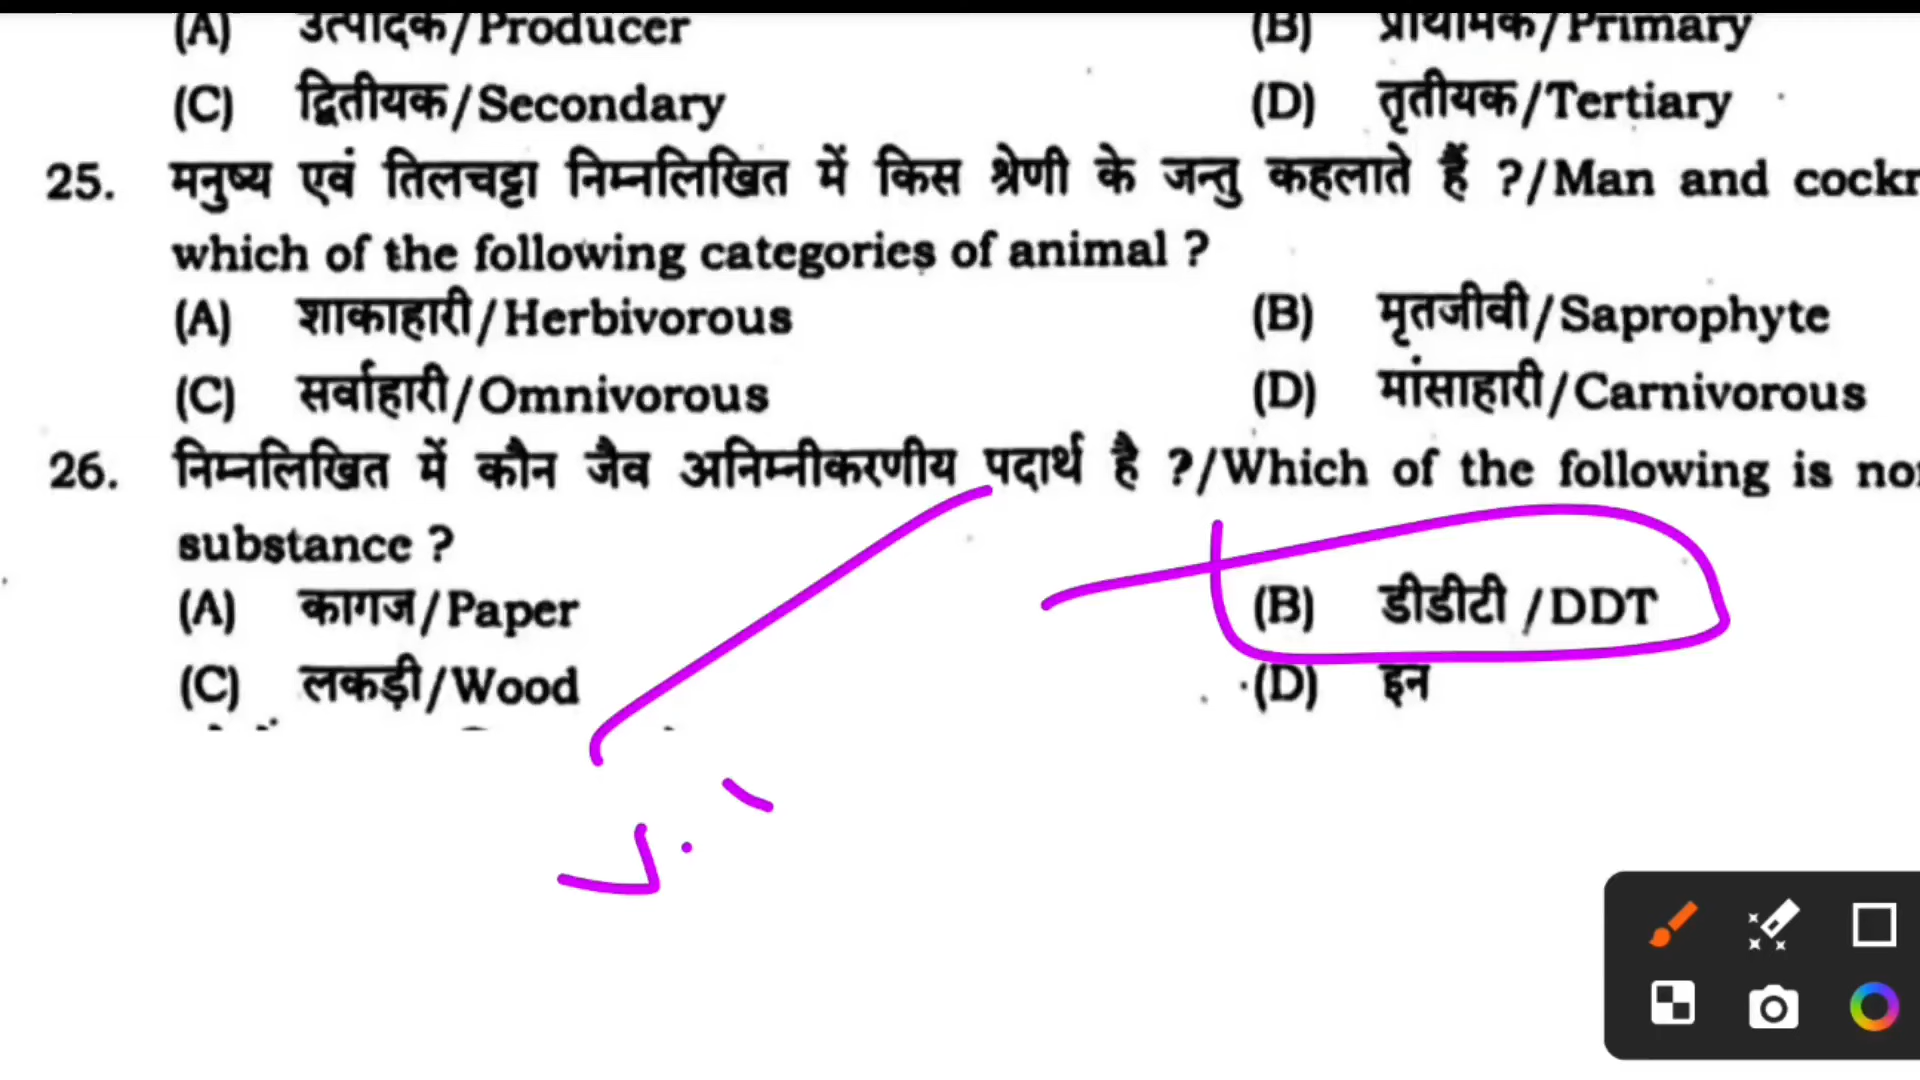 (A) उत्पादक/Producer (B) प्राथमिक/Primary
(C) द्वितीयक/Secondary (D) तृतीयक/Tertiary
25. मनुष्य एवं तिलचट्टा निम्नलिखित में किस श्रेणी के जन्तु कहलाते हैं ?/Man and cockr
which of the following categories of animal ?
(A) शाकाहारी/Herbivorous (B) मृतजीवी/Saprophyte
(C) सर्वाहारी/Omnivorous (D) मांसाहारी/Carnivorous
26. निम्नलिखित में कौन जैव अनिम्नीकरणीय पदार्थ है ?/Which of the following is no
substance ?
(A) कागज/Paper (B) डीडीटी /DDT
(C) लकड़ी/Wood (D) इन